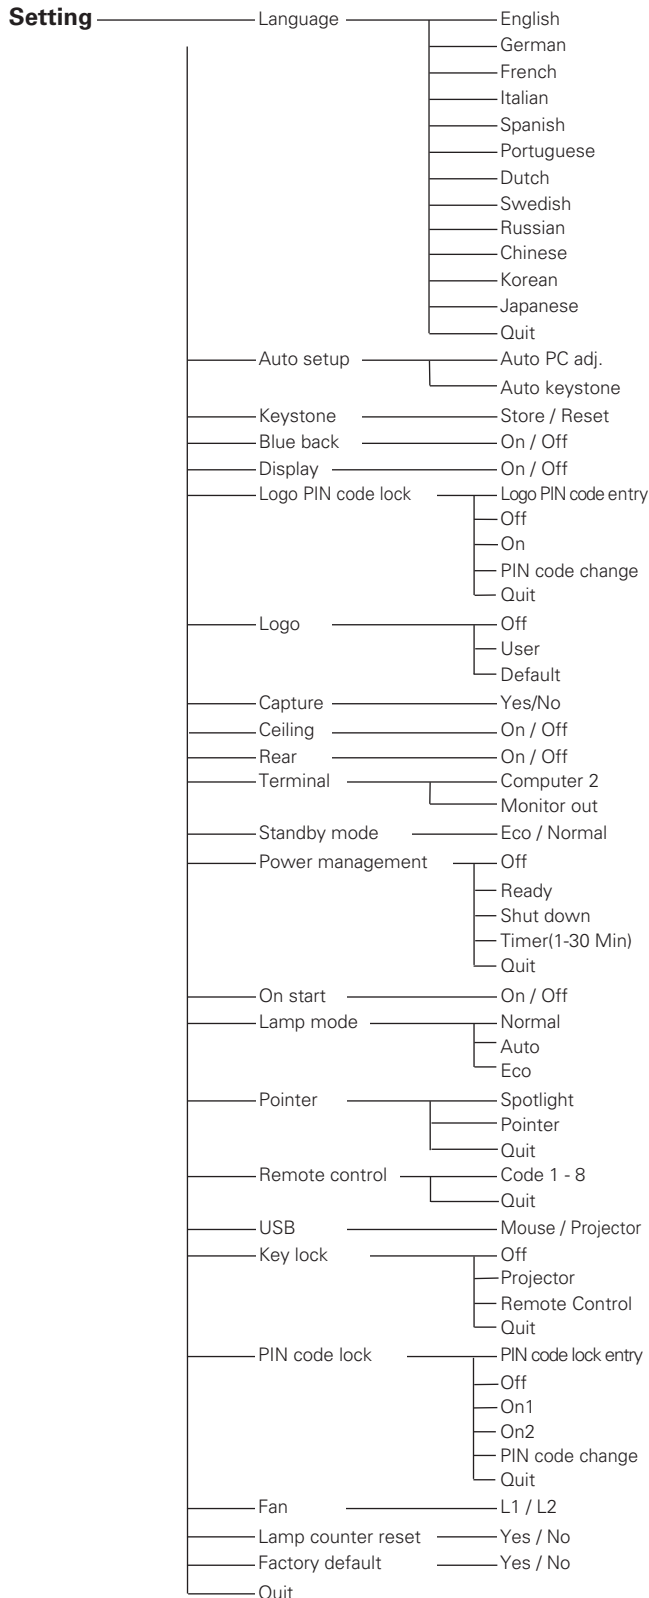 Setting Language English
German
French
Italian
Spanish
Portuguese
Dutch
Swedish
Russian
Chinese
Korean
Japanese
Quit
Auto setup Auto PC adj.
Auto keystone
Keystone Store / Reset
Blue back On / Off
Display On / Off
Logo PIN code lock Logo PIN code entry
Off
On
PIN code change
Quit
Logo Off
User
Default
Capture Yes/No
Ceiling On / Off
Rear On / Off
Terminal Computer 2
Monitor out
Standby mode Eco / Normal
Power management Off
Ready
Shut down
Timer(1-30 Min)
Quit
On start On / Off
Lamp mode Normal
Auto
Eco
Pointer Spotlight
Pointer
Quit
Remote control Code 1 - 8
Quit
USB Mouse / Projector
Key lock Off
Projector
Remote Control
Quit
PIN code lock PIN code lock entry
Off
On1
On2
PIN code change
Quit
Fan L1 / L2
Lamp counter reset Yes / No
Factory default Yes / No
Quit